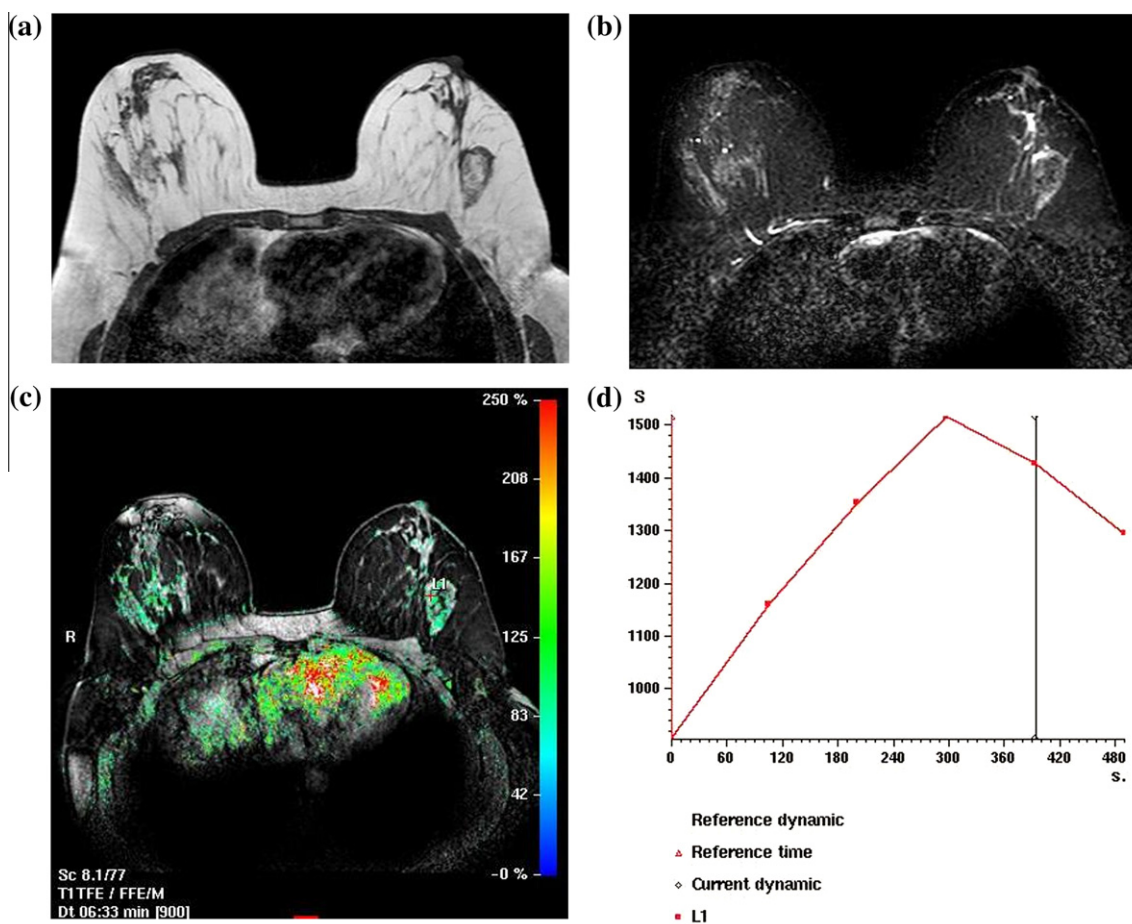 (a)
(b)
(c)
250 %
208
167
125
83
42
-0 %
L1
R
Sc 8.1/77
T1TFE / FFE/M
Dt 06:33 min [900]
(d)
S
1500
1400
1300
1200
1100
1000
0
60
120
180
240
300
360
420
480
s.
Reference dynamic
Reference time
Current dynamic
L1